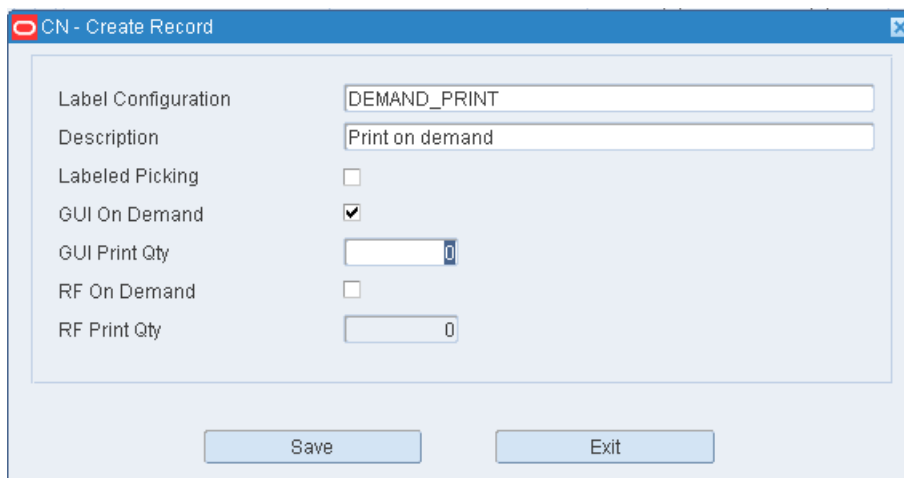 CN - Create Record
Label Configuration DEMAND_PRINT
Description Print on demand
Labeled Picking
GUI On Demand
GUI Print Qty 0
RF On Demand
RF Print Qty 0
Save Exit